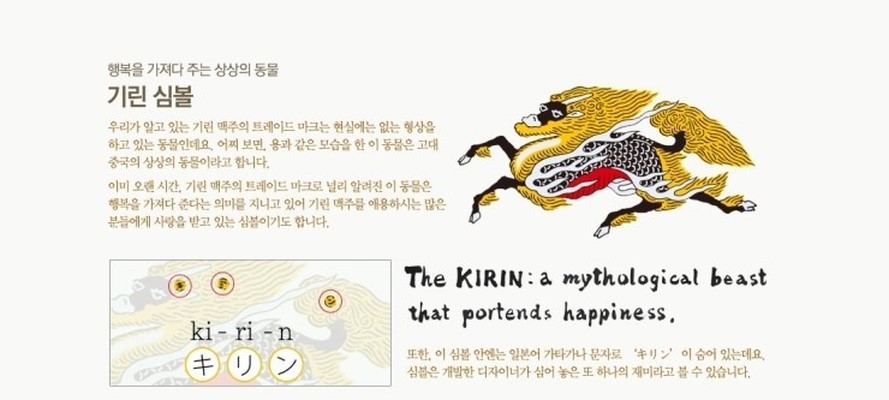 행복을 가져다 주는 상상의 동물
기린 심볼
우리가 알고 있는 기린 맥주의 트레이드 마크는 현실에는 없는 형상을
하고 있는 동물인데요, 어찌 보면, 용과 같은 모습을 한 이 동물은 고대
중국의 상상의 동물이라고 합니다.
이미 오랜 시간, 기린 맥주의 트레이드 마크로 널리 알려진 이 동물은
행복을 가져다 준다는 의미를 지니고 있어 기린 맥주를 애용하시는 많은
분들에게 사랑을 받고 있는 심볼이기도 합니다.
The KIRIN: a mythological beast
that portends happiness.
ki - ri - n
キ リ ン
또한, 이 심볼 안엔는 일본어 가타가나 문자로 ‘キリン’ 이 숨어 있는데요,
심볼은 개발한 디자이너가 심어 놓은 또 하나의 재미라고 볼 수 있습니다.